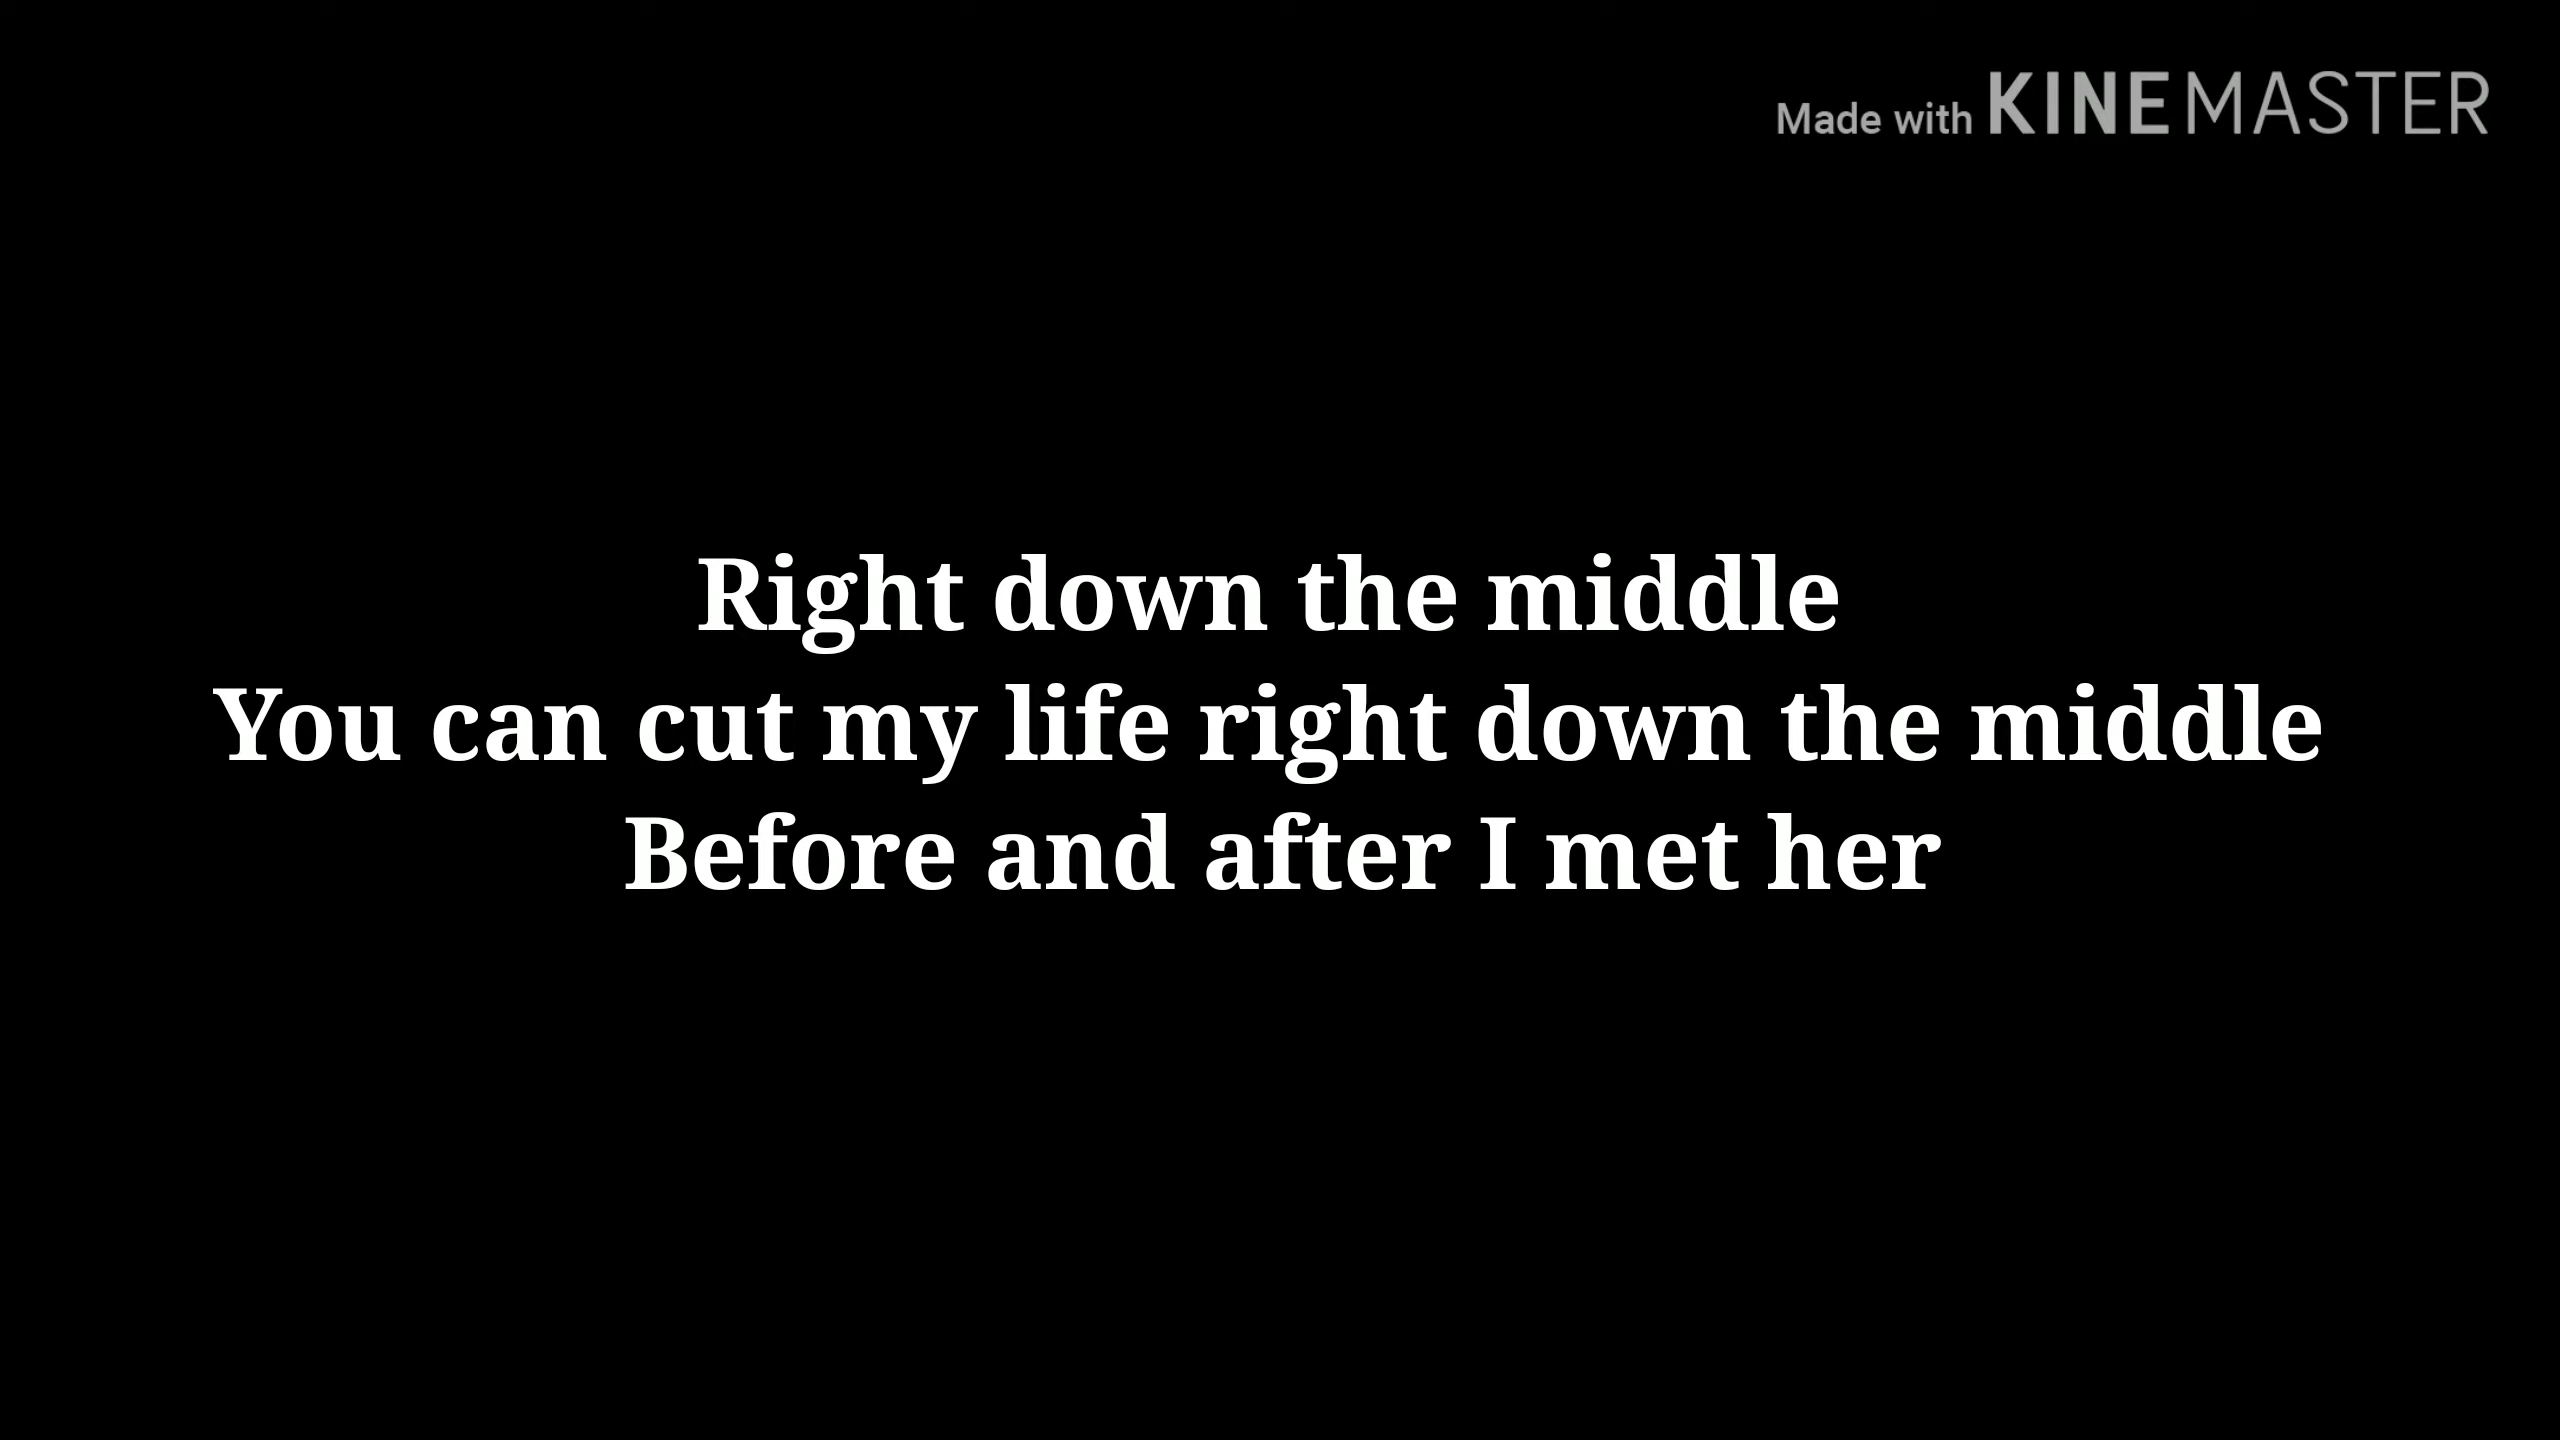 Made with KINEMASTER
Right down the middle
You can cut my life right down the middle
Before and after I met her